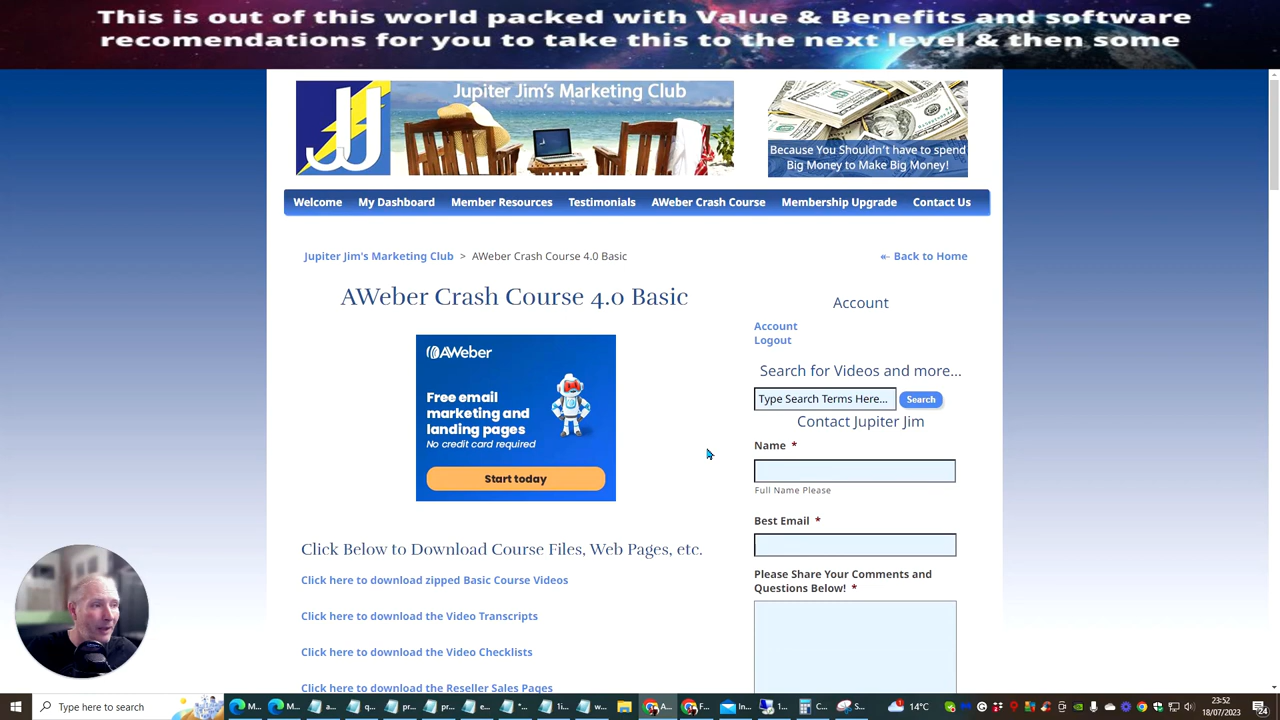 This is out of this world packed with Value & Benefits and software
recomendations for you to take this to the next level & then some
JJ
Jupiter Jim's Marketing Club
Because You Shouldn't have to spend
Big Money to Make Big Money!
Welcome My Dashboard Member Resources Testimonials AWeber Crash Course Membership Upgrade Contact Us
Jupiter Jim's Marketing Club > AWeber Crash Course 4.0 Basic
↞ Back to Home
AWeber Crash Course 4.0 Basic
AWeber
Free email
marketing and
landing pages
No credit card required
Start today
Click Below to Download Course Files, Web Pages, etc.
Click here to download zipped Basic Course Videos
Click here to download the Video Transcripts
Click here to download the Video Checklists
Click here to download the Reseller Sales Pages
Account
Account
Logout
Search for Videos and more...
Type Search Terms Here... Search
Contact Jupiter Jim
Name *
Full Name Please
Best Email *
Please Share Your Comments and
Questions Below! *
Type here to search
M... M... a... q... pr... pr... e... *... 1i... w... A... F... In... 1... C... S...
14°C
23:52
18/07/2023